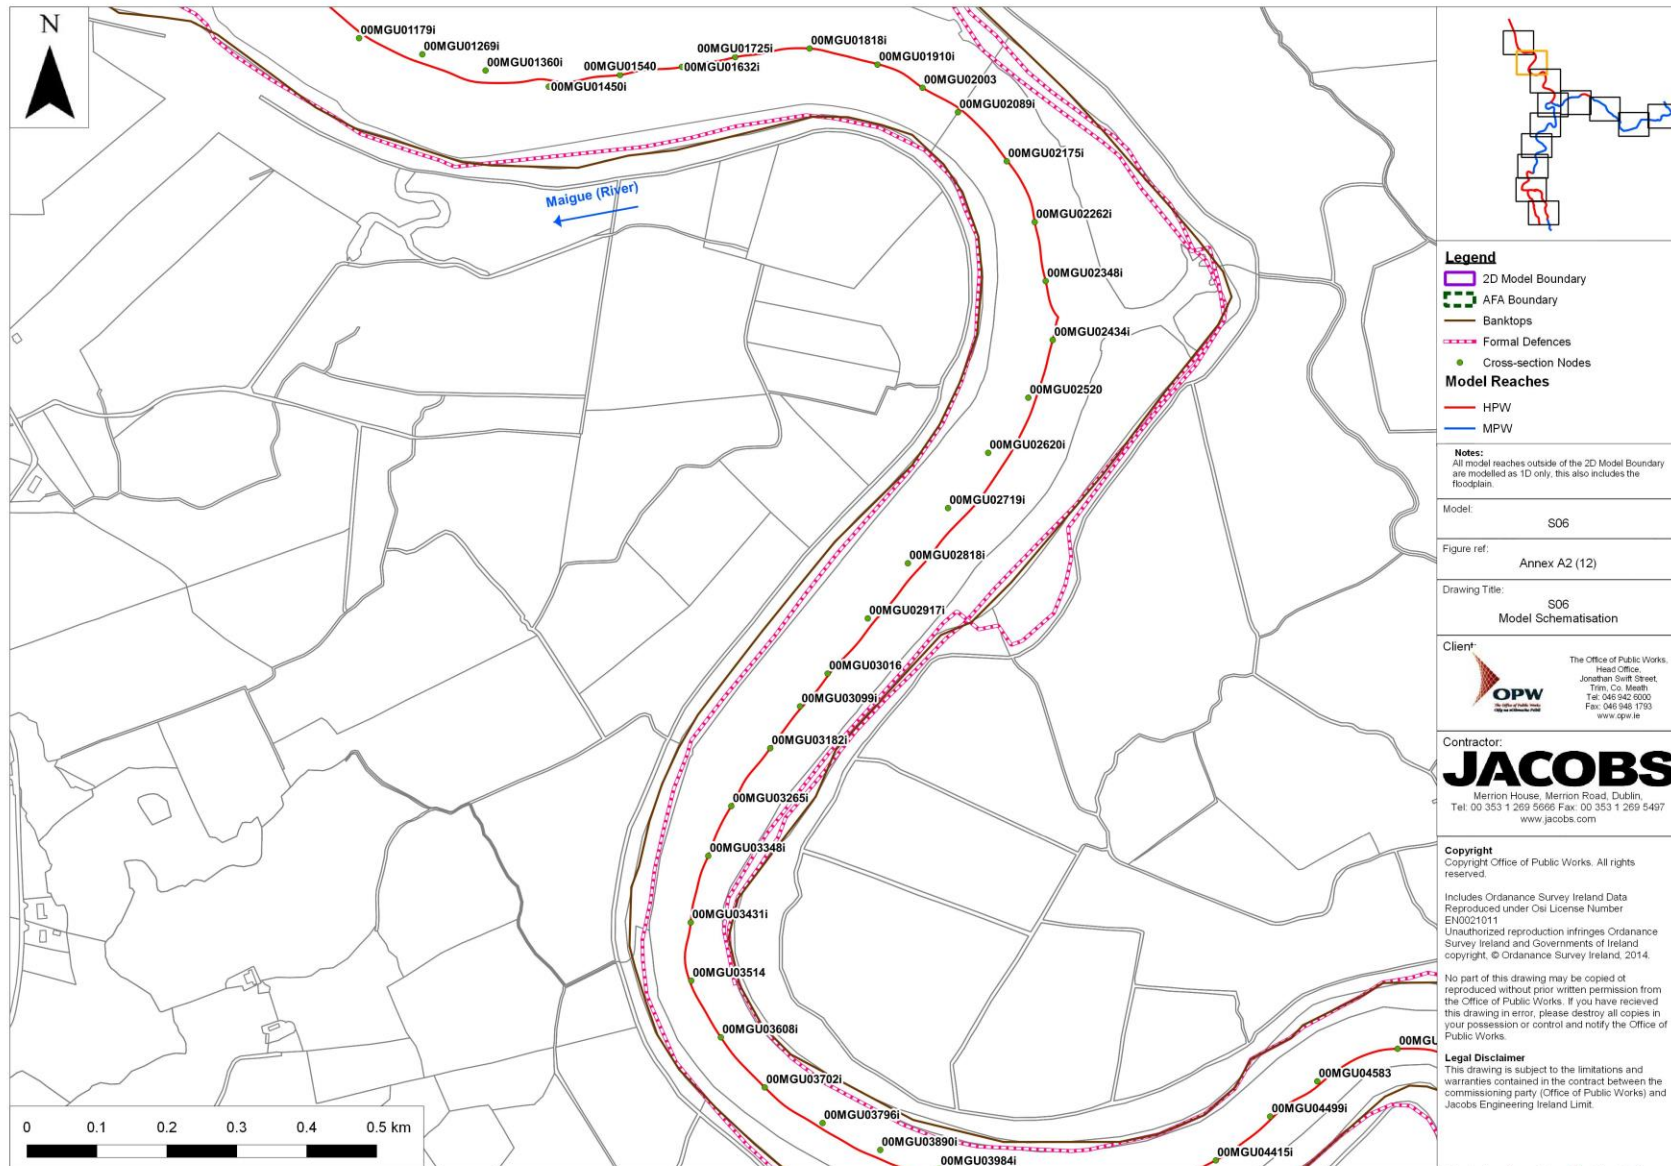 N
00MGU01179i
00MGU01269i
00MGU01360i
00MGU01450i
00MGU01540
00MGU01632i
00MGU01725i
00MGU01818i
00MGU01910i
00MGU02003
00MGU02089i
00MGU02175i
00MGU02262i
00MGU02348i
00MGU02434i
00MGU02520
00MGU02620i
00MGU02719i
00MGU02818i
00MGU02917i
00MGU03016
00MGU03099i
00MGU03182i
00MGU03265i
00MGU03348i
00MGU03431i
00MGU03514
00MGU03608i
00MGU03702i
00MGU03796i
00MGU03890i
00MGU03984i
00MGU04415i
00MGU04499i
00MGU04583
00MGU
Maigue (River)
0 0.1 0.2 0.3 0.4 0.5 km
Legend
2D Model Boundary
AFA Boundary
Banktops
Formal Defences
Cross-section Nodes
Model Reaches
HPW
MPW
Notes:
All model reaches outside of the 2D Model Boundary
are modelled as 1D only, this also includes the
floodplain.
Model:
S06
Figure ref:
Annex A2 (12)
Drawing Title:
S06
Model Schematisation
Client:
OPW
The Office of Public Works
Oifig na nOibreacha Poiblí
The Office of Public Works,
Head Office,
Jonathan Swift Street,
Trim, Co. Meath
Tel: 046 942 6000
Fax: 046 948 1793
www.opw.ie
Contractor:
JACOBS
Merrion House, Merrion Road, Dublin,
Tel: 00 353 1 269 5666 Fax: 00 353 1 269 5497
www.jacobs.com
Copyright
Copyright Office of Public Works. All rights
reserved.
Includes Ordanance Survey Ireland Data
Reproduced under Osi License Number
EN0021011
Unauthorized reproduction infringes Ordanance
Survey Ireland and Governments of Ireland
copyright, © Ordanance Survey Ireland, 2014.
No part of this drawing may be copied of
reproduced without prior written permission from
the Office of Public Works. If you have recieved
this drawing in error, please destroy all copies in
your possession or control and notify the Office of
Public Works.
Legal Disclaimer
This drawing is subject to the limitations and
warranties contained in the contract between the
commissioning party (Office of Public Works) and
Jacobs Engineering Ireland Limit.